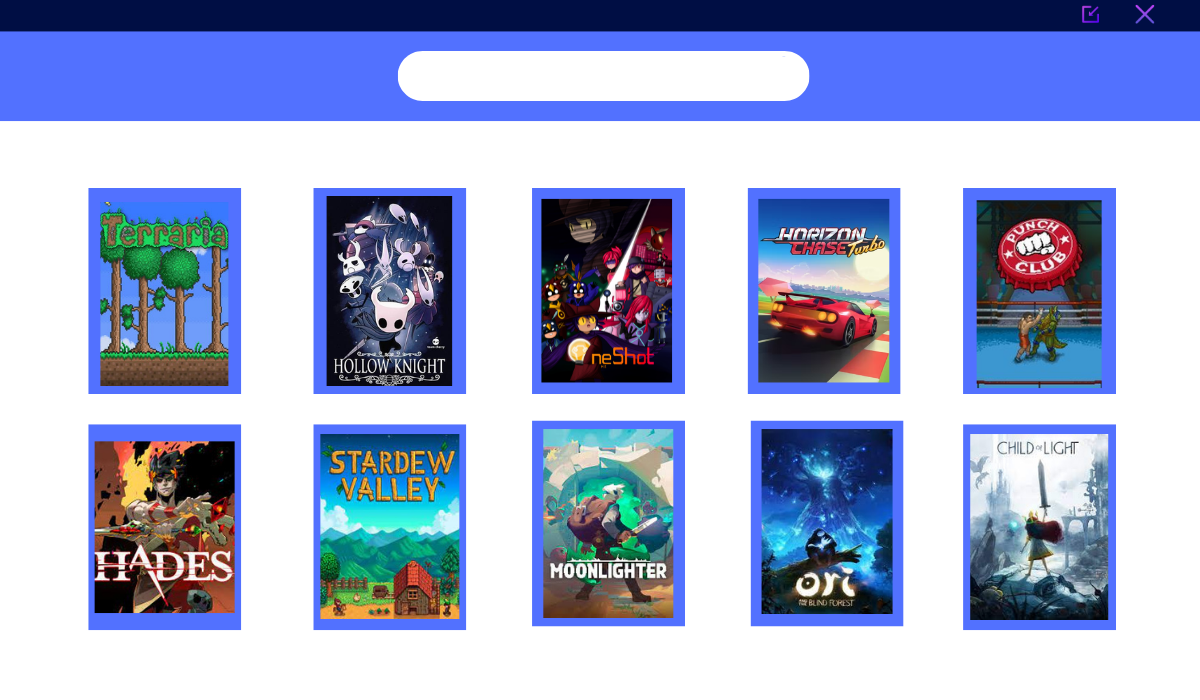 Terraria
HOLLOW KNIGHT
OneShot
HORIZON
CHASE Turbo
PUNCH
CLUB
HADES
STARDEW
VALLEY
MOONLIGHTER
ori
AND THE BLIND FOREST
CHILD OF LIGHT